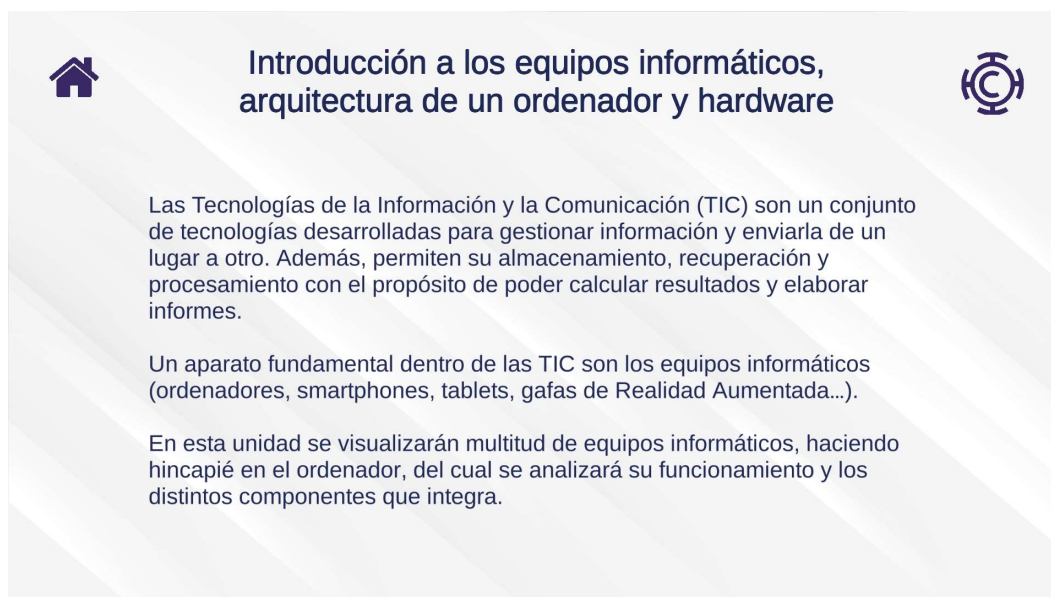 Introducción a los equipos informáticos,
arquitectura de un ordenador y hardware
Las Tecnologías de la Información y la Comunicación (TIC) son un conjunto
de tecnologías desarrolladas para gestionar información y enviarla de un
lugar a otro. Además, permiten su almacenamiento, recuperación y
procesamiento con el propósito de poder calcular resultados y elaborar
informes.
Un aparato fundamental dentro de las TIC son los equipos informáticos
(ordenadores, smartphones, tablets, gafas de Realidad Aumentada...).
En esta unidad se visualizarán multitud de equipos informáticos, haciendo
hincapié en el ordenador, del cual se analizará su funcionamiento y los
distintos componentes que integra.